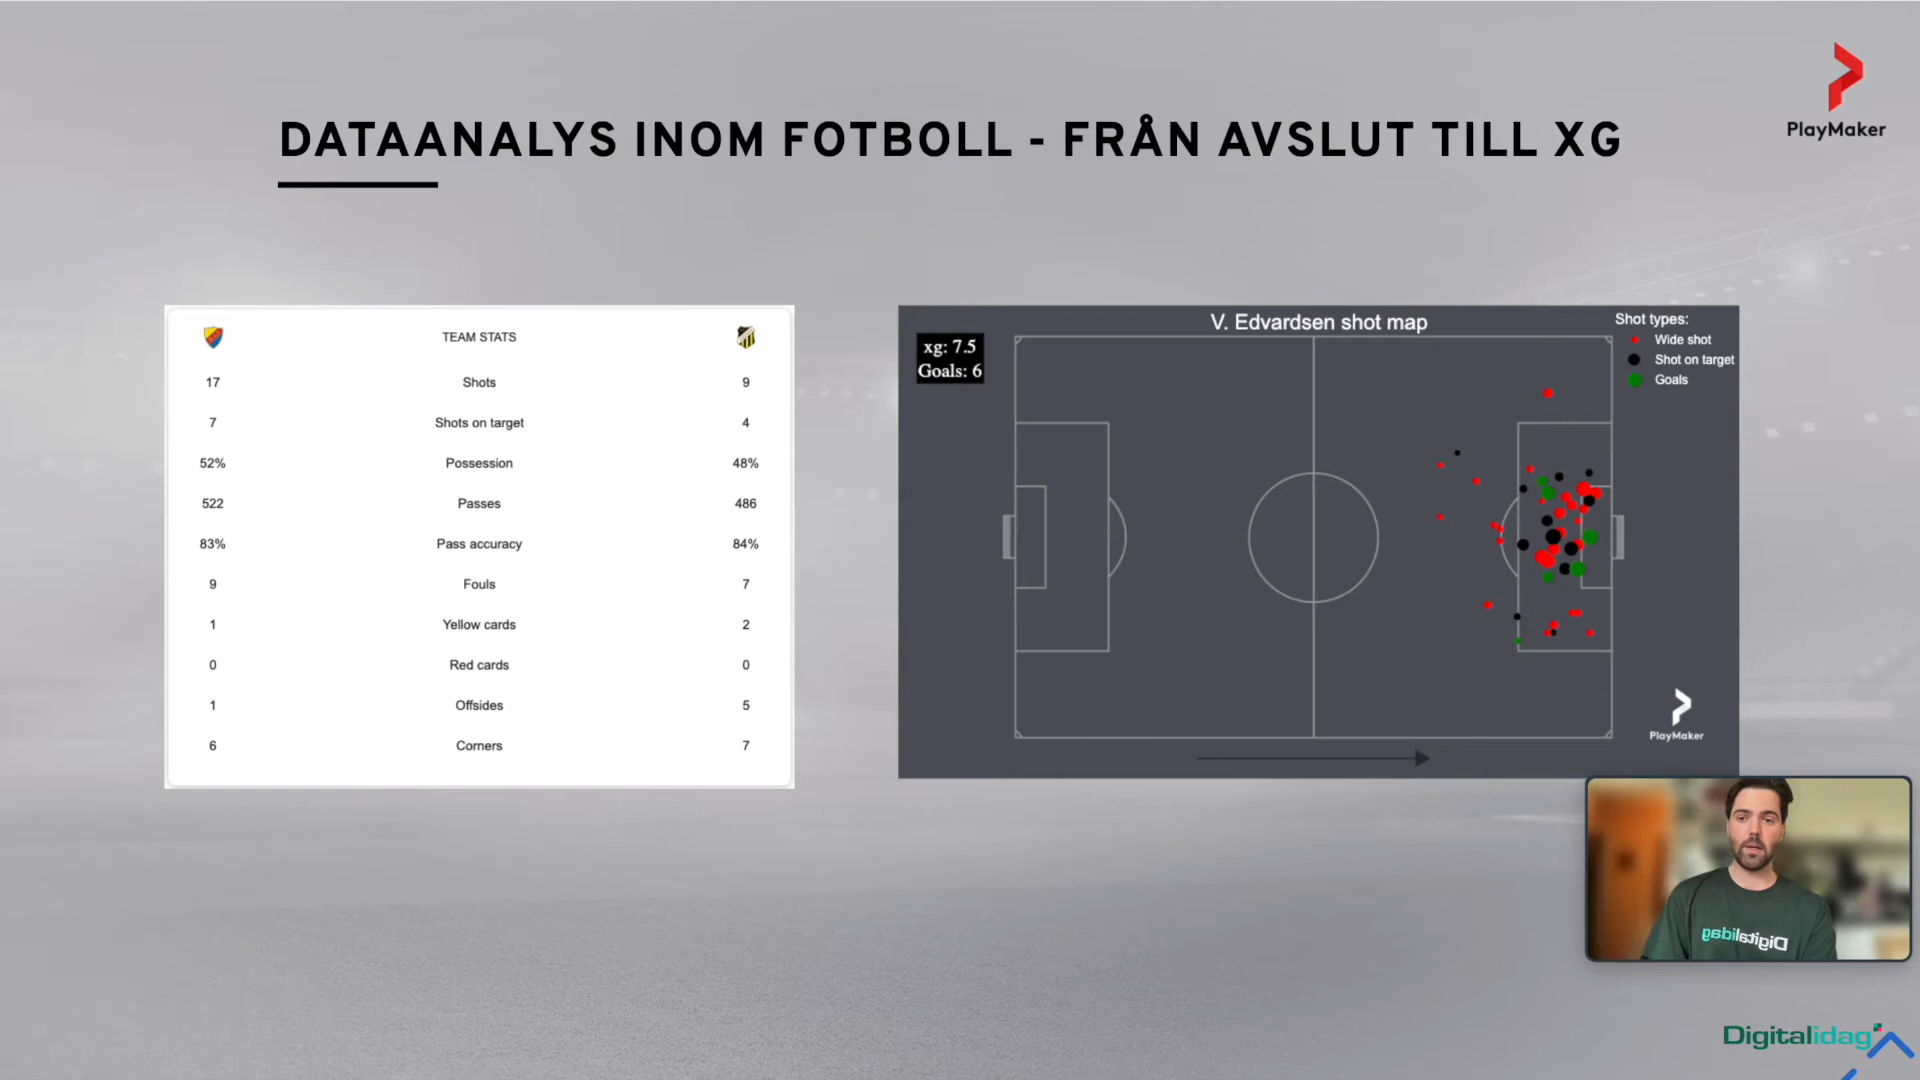 DATAANALYS INOM FOTBOLL - FRÅN AVSLUT TILL XG
PlayMaker
TEAM STATS
17 Shots 9
7 Shots on target 4
52% Possession 48%
522 Passes 486
83% Pass accuracy 84%
9 Fouls 7
1 Yellow cards 2
0 Red cards 0
1 Offsides 5
6 Corners 7
V. Edvardsen shot map
xg: 7.5
Goals: 6
Shot types:
Wide shot
Shot on target
Goals
PlayMaker
Digitalidag
Digitalidag